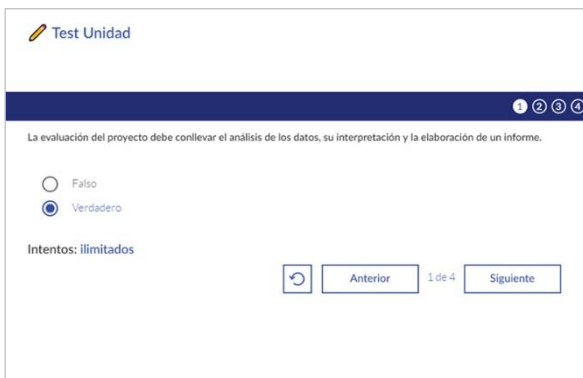 Test Unidad
1 2 3 4
La evaluación del proyecto debe conllevar el análisis de los datos, su interpretación y la elaboración de un informe.
Falso
Verdadero
Intentos: ilimitados
Anterior 1 de 4 Siguiente